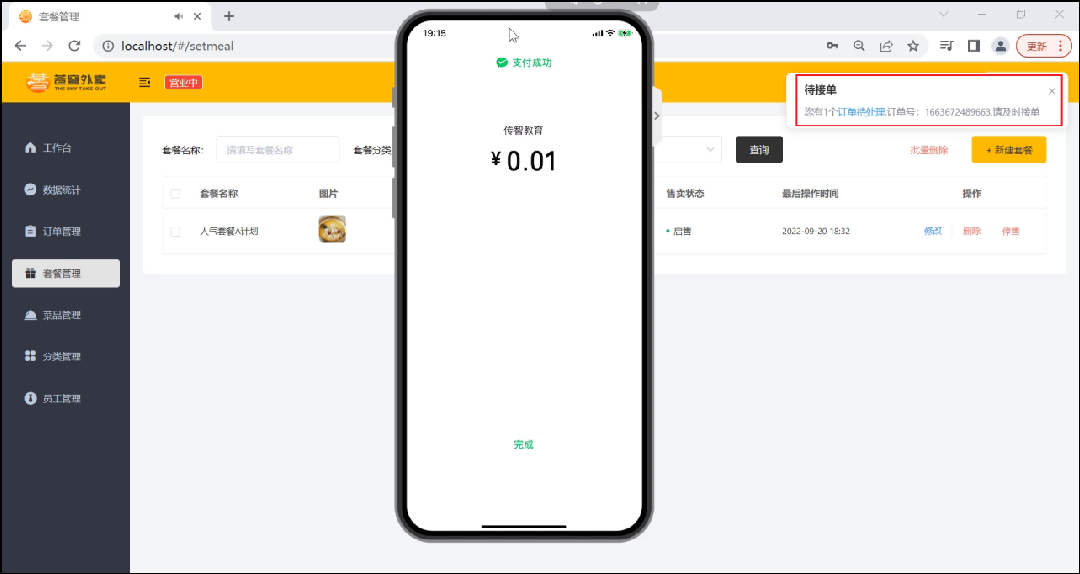 套餐管理
localhost/#/setmeal
更新
苍穹外卖
THE SKY TAKE OUT
营业中
19:15
支付成功
传智教育
¥ 0.01
完成
待接单
您有1个订单待处理,订单号：1663672489663,请及时接单
工作台
数据统计
订单管理
套餐管理
菜品管理
分类管理
员工管理
套餐名称:
请填写套餐名称
套餐分类
查询
批量删除
+ 新建套餐
套餐名称
图片
售卖状态
最后操作时间
操作
人气套餐A计划
启售
2022-09-20 18:32
修改
删除
停售